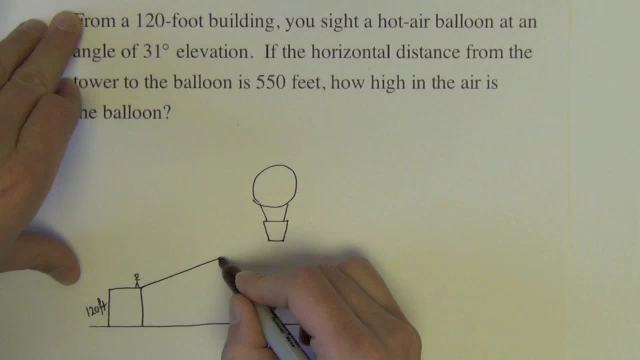 From a 120-foot building, you sight a hot-air balloon at an
angle of 31° elevation. If the horizontal distance from the
tower to the balloon is 550 feet, how high in the air is
the balloon?
120ft